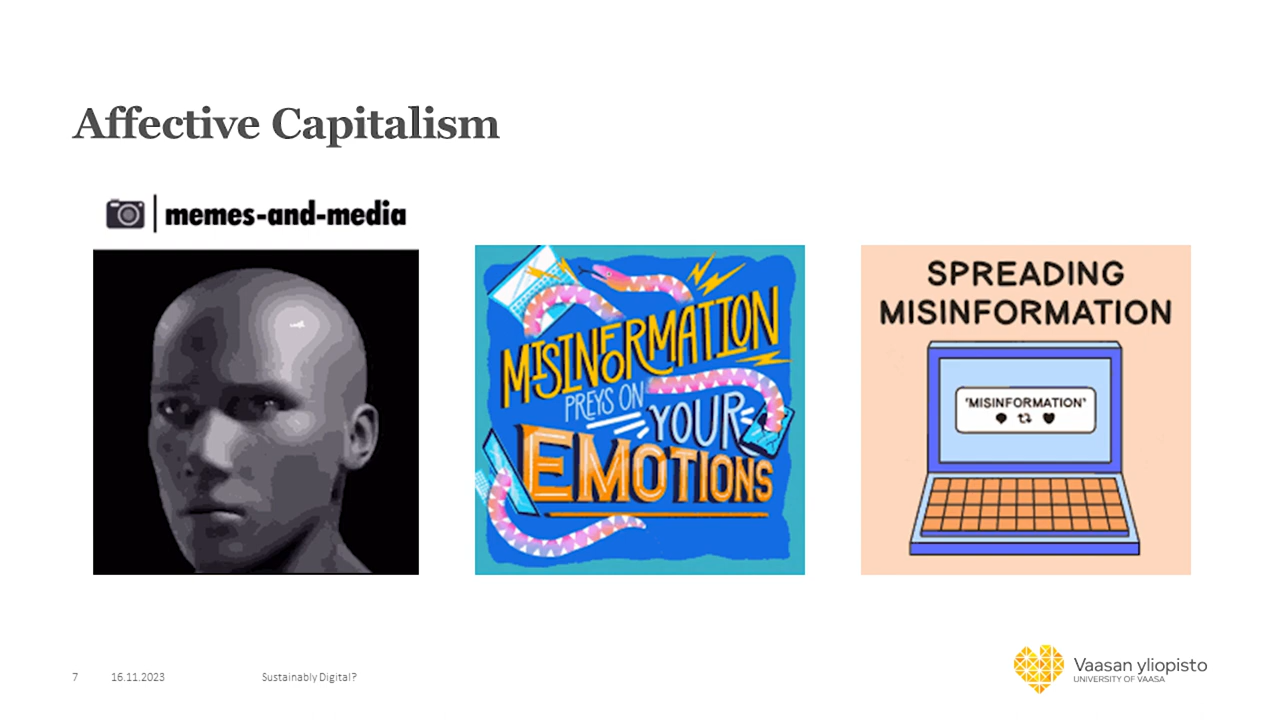 Affective Capitalism
memes-and-media
MISINFORMATION
PREYS ON
YOUR
EMOTIONS
SPREADING
MISINFORMATION
'MISINFORMATION'
7 16.11.2023 Sustainably Digital?
Vaasan yliopisto
UNIVERSITY OF VAASA